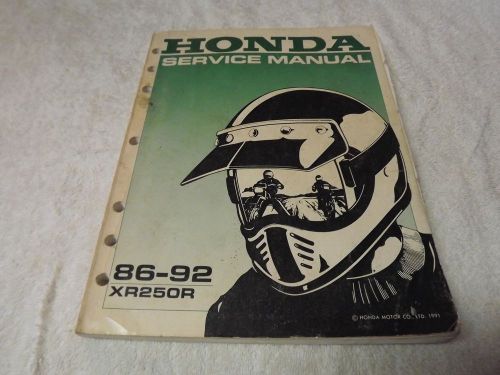 HONDA
SERVICE MANUAL
86-92
XR250R
© HONDA MOTOR CO., LTD. 1991